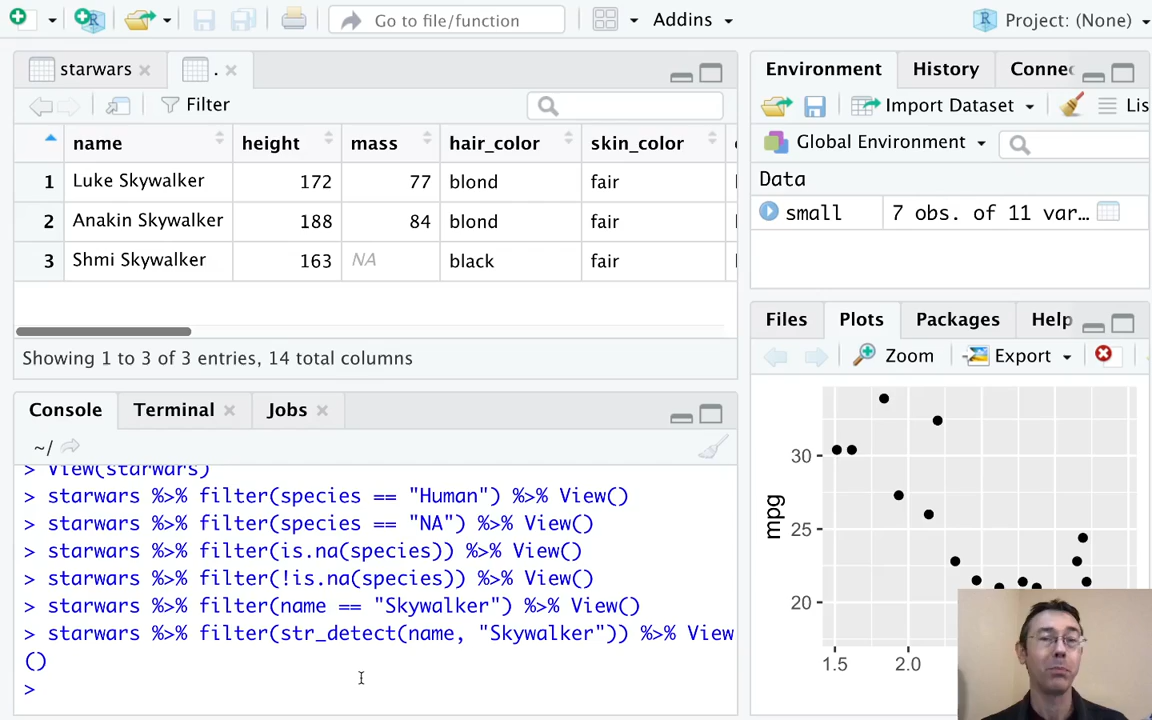 Go to file/function
Addins
Project: (None)
starwars
.
Filter
name height mass hair_color skin_color
1 Luke Skywalker 172 77 blond fair
2 Anakin Skywalker 188 84 blond fair
3 Shmi Skywalker 163 NA black fair
Showing 1 to 3 of 3 entries, 14 total columns
Console Terminal Jobs
~/
> View(starwars)
> starwars %>% filter(species == "Human") %>% View()
> starwars %>% filter(species == "NA") %>% View()
> starwars %>% filter(is.na(species)) %>% View()
> starwars %>% filter(!is.na(species)) %>% View()
> starwars %>% filter(name == "Skywalker") %>% View()
> starwars %>% filter(str_detect(name, "Skywalker")) %>% View
()
>
Environment History Connec
Import Dataset Lis
Global Environment
Data
small 7 obs. of 11 var…
Files Plots Packages Help
Zoom Export
30
25
20
mpg
1.5 2.0